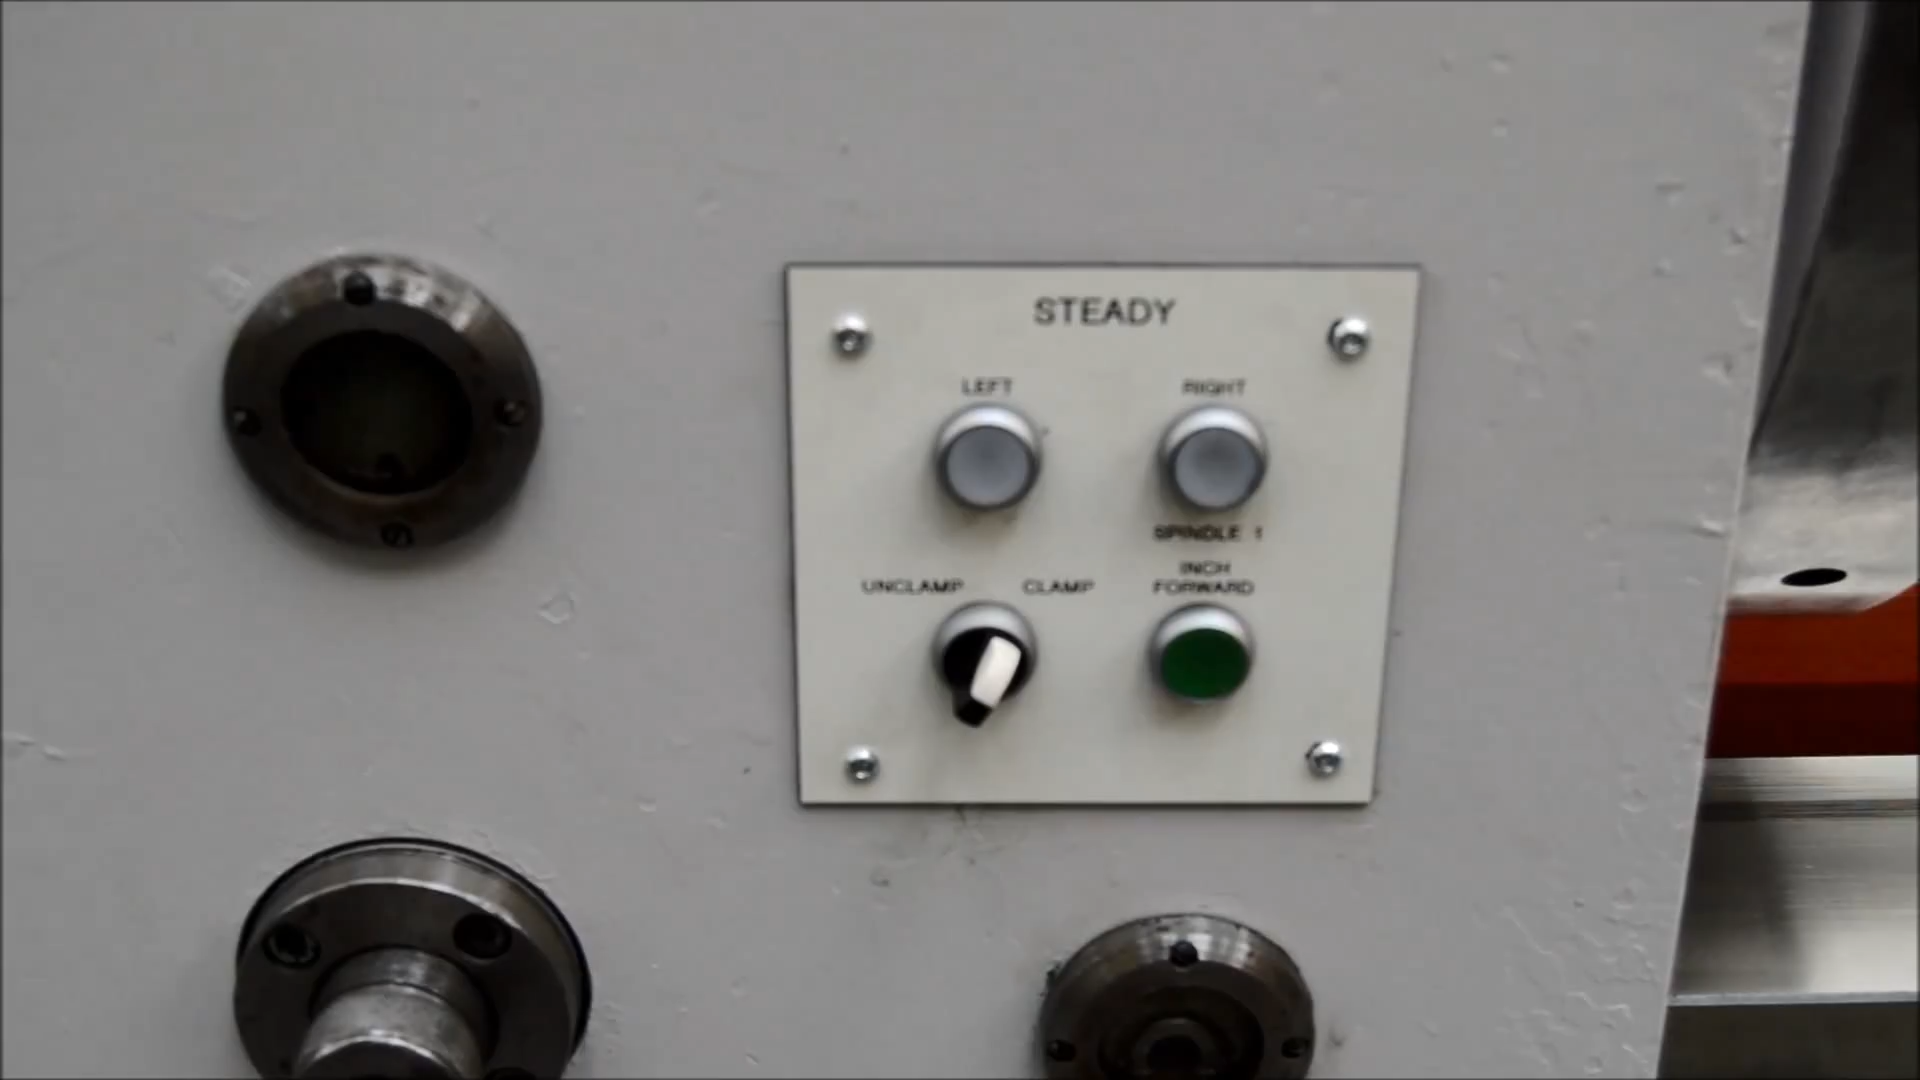 STEADY
LEFT RIGHT
SPINDLE 1
UNCLAMP CLAMP
INCH
FORWARD